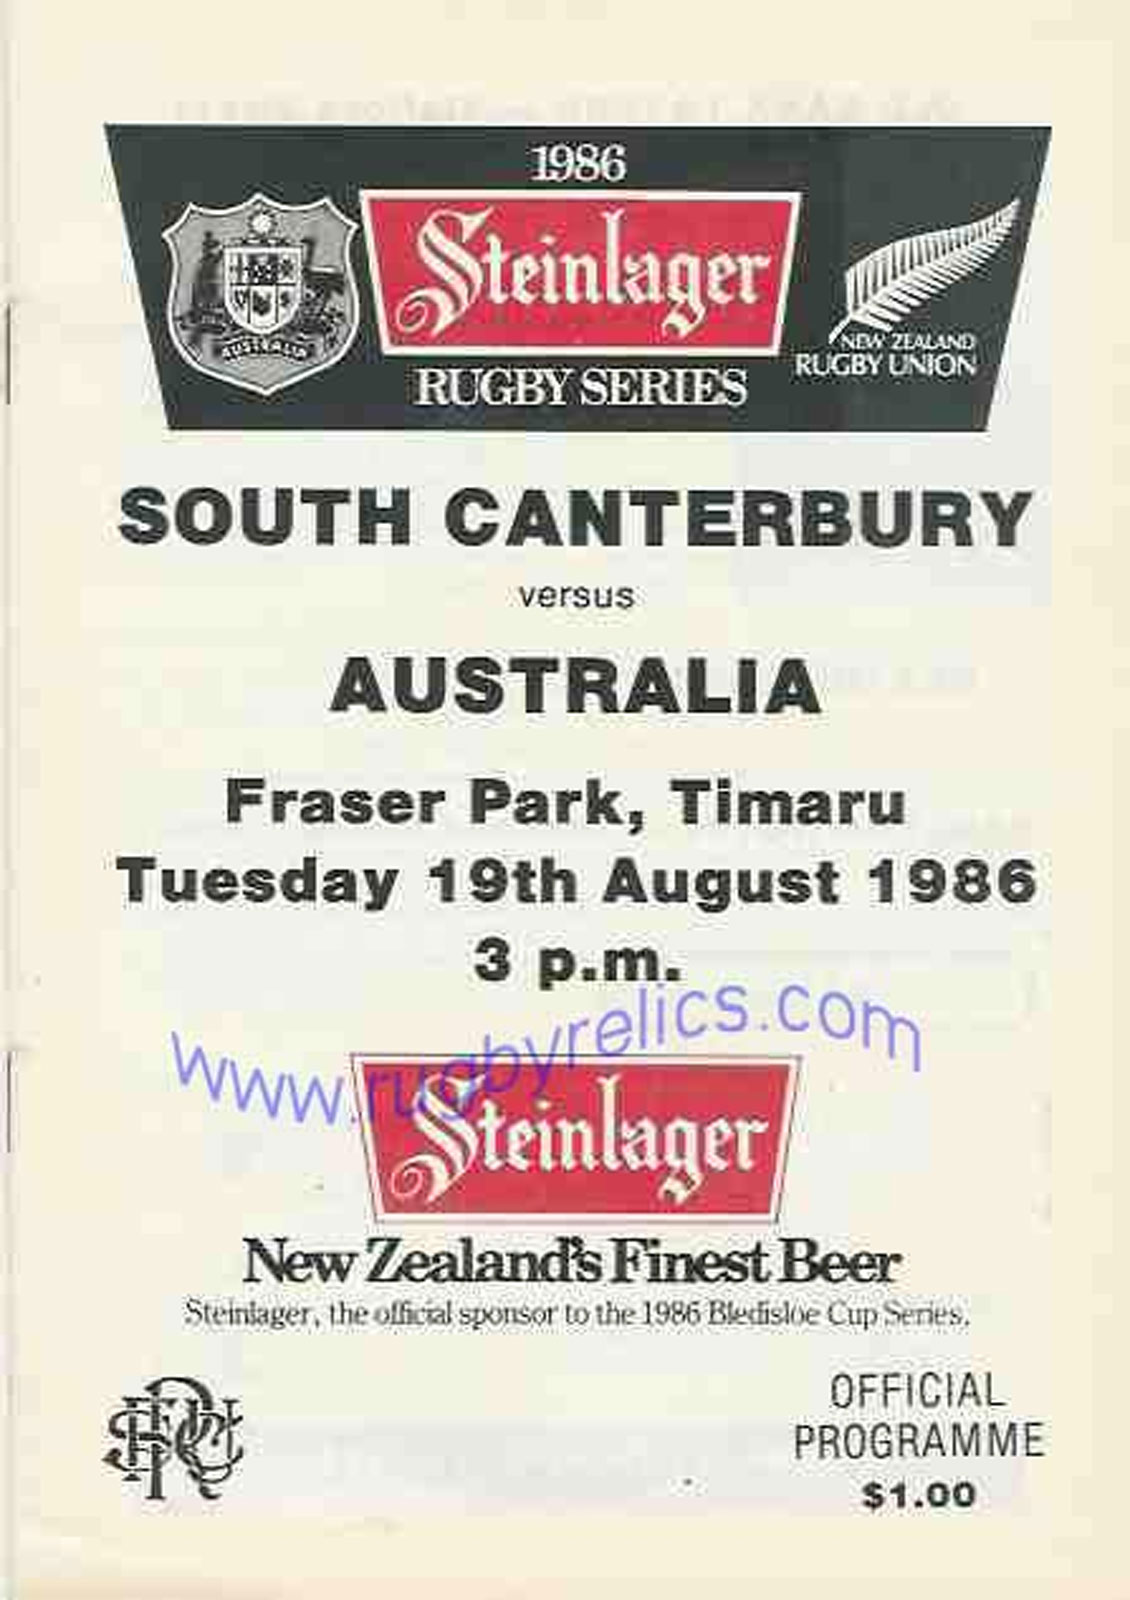 1986
Steinlager
RUGBY SERIES
AUSTRALIA
NEW ZEALAND
RUGBY UNION
SOUTH CANTERBURY
versus
AUSTRALIA
Fraser Park, Timaru
Tuesday 19th August 1986
3 p.m.
www.rugbyrelics.com
Steinlager
New Zealand's Finest Beer
Steinlager, the official sponsor to the 1986 Bledisloe Cup Series.
OFFICIAL
PROGRAMME
$1.00